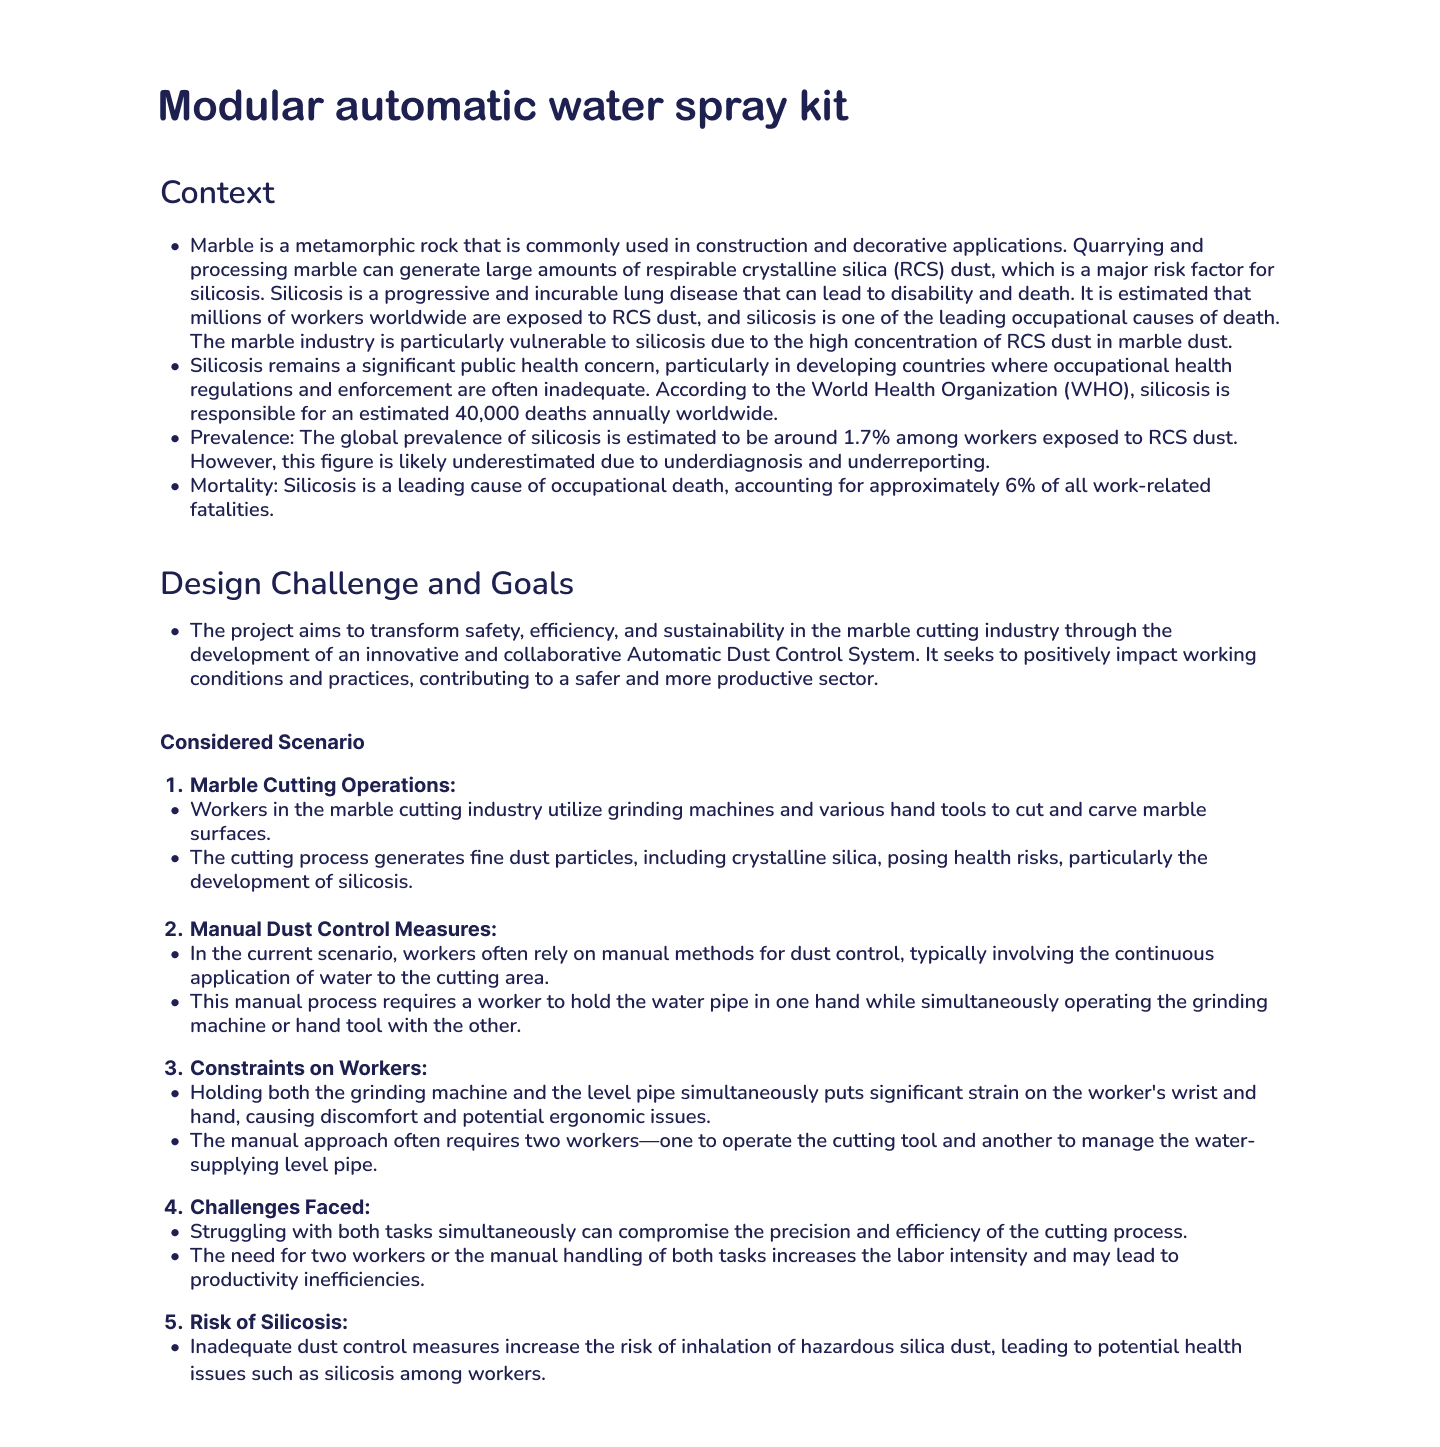 Modular automatic water spray kit
Context
• Marble is a metamorphic rock that is commonly used in construction and decorative applications. Quarrying and
processing marble can generate large amounts of respirable crystalline silica (RCS) dust, which is a major risk factor for
silicosis. Silicosis is a progressive and incurable lung disease that can lead to disability and death. It is estimated that
millions of workers worldwide are exposed to RCS dust, and silicosis is one of the leading occupational causes of death.
The marble industry is particularly vulnerable to silicosis due to the high concentration of RCS dust in marble dust.
• Silicosis remains a significant public health concern, particularly in developing countries where occupational health
regulations and enforcement are often inadequate. According to the World Health Organization (WHO), silicosis is
responsible for an estimated 40,000 deaths annually worldwide.
• Prevalence: The global prevalence of silicosis is estimated to be around 1.7% among workers exposed to RCS dust.
However, this figure is likely underestimated due to underdiagnosis and underreporting.
• Mortality: Silicosis is a leading cause of occupational death, accounting for approximately 6% of all work-related
fatalities.
Design Challenge and Goals
• The project aims to transform safety, efficiency, and sustainability in the marble cutting industry through the
development of an innovative and collaborative Automatic Dust Control System. It seeks to positively impact working
conditions and practices, contributing to a safer and more productive sector.
Considered Scenario
1. Marble Cutting Operations:
• Workers in the marble cutting industry utilize grinding machines and various hand tools to cut and carve marble
surfaces.
• The cutting process generates fine dust particles, including crystalline silica, posing health risks, particularly the
development of silicosis.
2. Manual Dust Control Measures:
• In the current scenario, workers often rely on manual methods for dust control, typically involving the continuous
application of water to the cutting area.
• This manual process requires a worker to hold the water pipe in one hand while simultaneously operating the grinding
machine or hand tool with the other.
3. Constraints on Workers:
• Holding both the grinding machine and the level pipe simultaneously puts significant strain on the worker's wrist and
hand, causing discomfort and potential ergonomic issues.
• The manual approach often requires two workers—one to operate the cutting tool and another to manage the water-
supplying level pipe.
4. Challenges Faced:
• Struggling with both tasks simultaneously can compromise the precision and efficiency of the cutting process.
• The need for two workers or the manual handling of both tasks increases the labor intensity and may lead to
productivity inefficiencies.
5. Risk of Silicosis:
• Inadequate dust control measures increase the risk of inhalation of hazardous silica dust, leading to potential health
issues such as silicosis among workers.